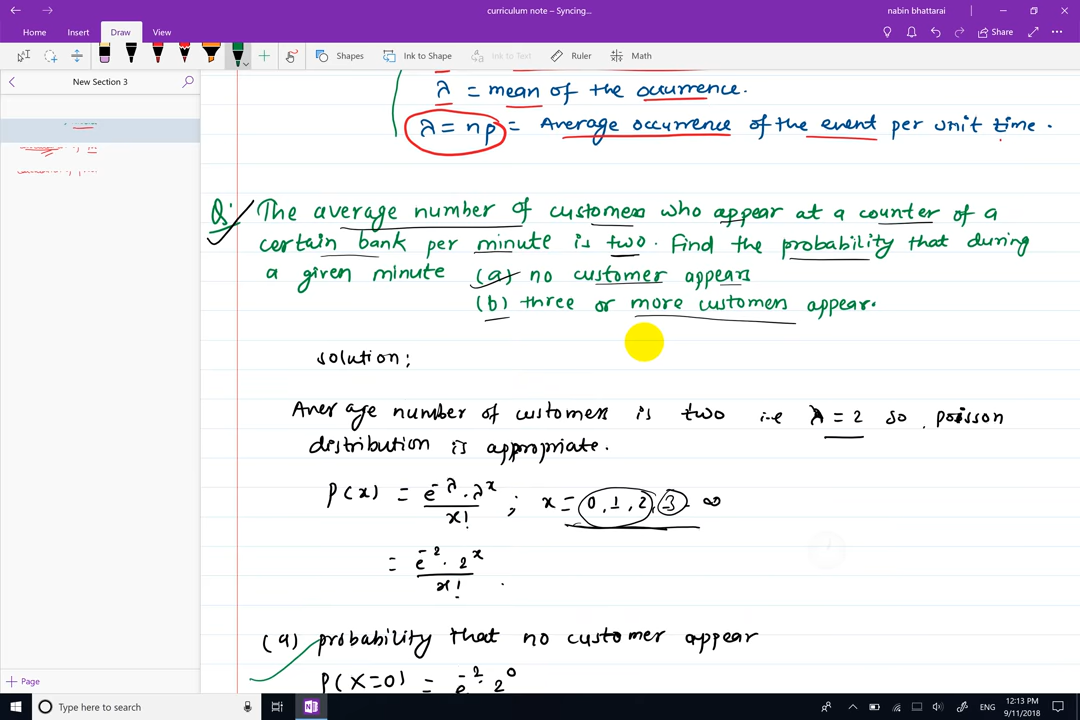 curriculum note – Syncing...
nabin bhattarai
Home Insert Draw View
Share
Shapes Ink to Shape Ink to Text Ruler Math
New Section 3
λ = mean of the occurrence.
λ = np = Average occurrence of the event per unit time.
Q: The average number of customers who appear at a counter of a
certain bank per minute is two. Find the probability that during
a given minute (a) no customer appears
(b) three or more customers appear.
solution;
Average number of customers is two i.e λ = 2 so, poisson
distribution is appropriate.
P(x) = e^-λ · λ^x / x! ; x = 0, 1, 2, 3 - ∞
= e^-2 · 2^x / x! .
(a) probability that no customer appear
P(X=0) = e^-2 · 2^0
+ Page
Type here to search
ENG
12:13 PM
9/11/2018